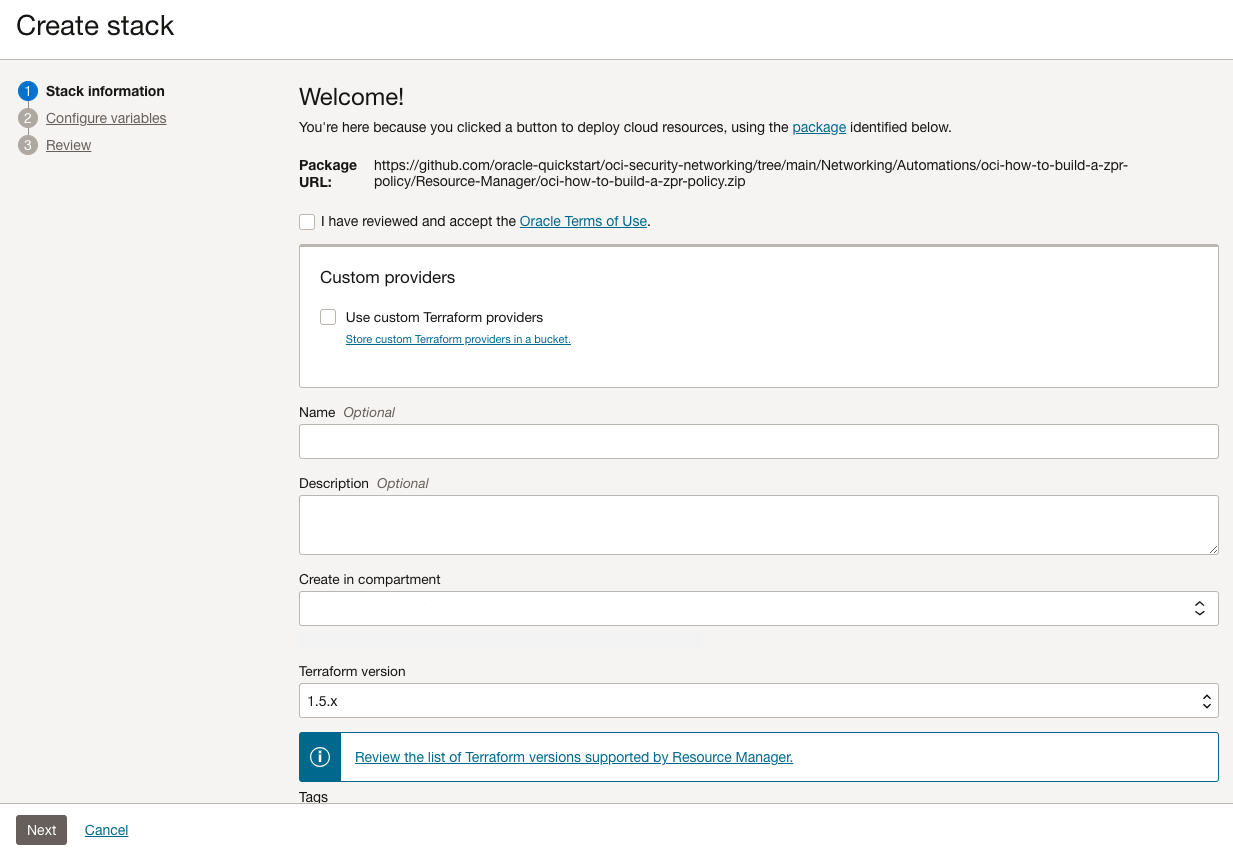 Create stack
1 Stack information
2 Configure variables
3 Review
Welcome!
You're here because you clicked a button to deploy cloud resources, using the package identified below.
Package URL: https://github.com/oracle-quickstart/oci-security-networking/tree/main/Networking/Automations/oci-how-to-build-a-zpr-
policy/Resource-Manager/oci-how-to-build-a-zpr-policy.zip
I have reviewed and accept the Oracle Terms of Use.
Custom providers
Use custom Terraform providers
Store custom Terraform providers in a bucket.
Name Optional
Description Optional
Create in compartment
Terraform version
1.5.x
Review the list of Terraform versions supported by Resource Manager.
Tags
Next Cancel